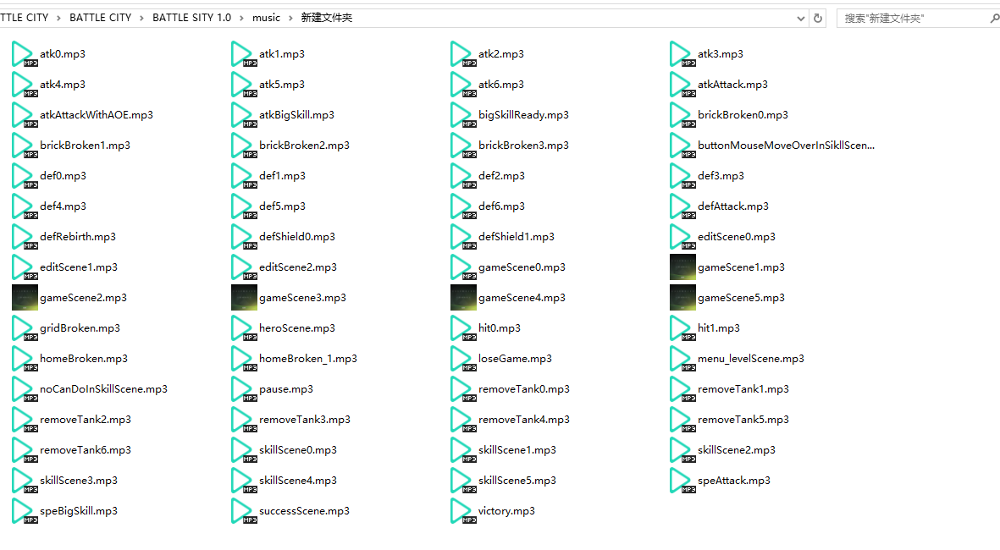 TTLE CITY > BATTLE CITY > BATTLE SITY 1.0 > music > 新建文件夹 搜索"新建文件夹"
atk0.mp3 atk1.mp3 atk2.mp3 atk3.mp3
atk4.mp3 atk5.mp3 atk6.mp3 atkAttack.mp3
atkAttackWithAOE.mp3 atkBigSkill.mp3 bigSkillReady.mp3 brickBroken0.mp3
brickBroken1.mp3 brickBroken2.mp3 brickBroken3.mp3 buttonMouseMoveOverInSikllScen...
def0.mp3 def1.mp3 def2.mp3 def3.mp3
def4.mp3 def5.mp3 def6.mp3 defAttack.mp3
defRebirth.mp3 defShield0.mp3 defShield1.mp3 editScene0.mp3
editScene1.mp3 editScene2.mp3 gameScene0.mp3 gameScene1.mp3
gameScene2.mp3 gameScene3.mp3 gameScene4.mp3 gameScene5.mp3
gridBroken.mp3 heroScene.mp3 hit0.mp3 hit1.mp3
homeBroken.mp3 homeBroken_1.mp3 loseGame.mp3 menu_levelScene.mp3
noCanDoInSkillScene.mp3 pause.mp3 removeTank0.mp3 removeTank1.mp3
removeTank2.mp3 removeTank3.mp3 removeTank4.mp3 removeTank5.mp3
removeTank6.mp3 skillScene0.mp3 skillScene1.mp3 skillScene2.mp3
skillScene3.mp3 skillScene4.mp3 skillScene5.mp3 speAttack.mp3
speBigSkill.mp3 successScene.mp3 victory.mp3